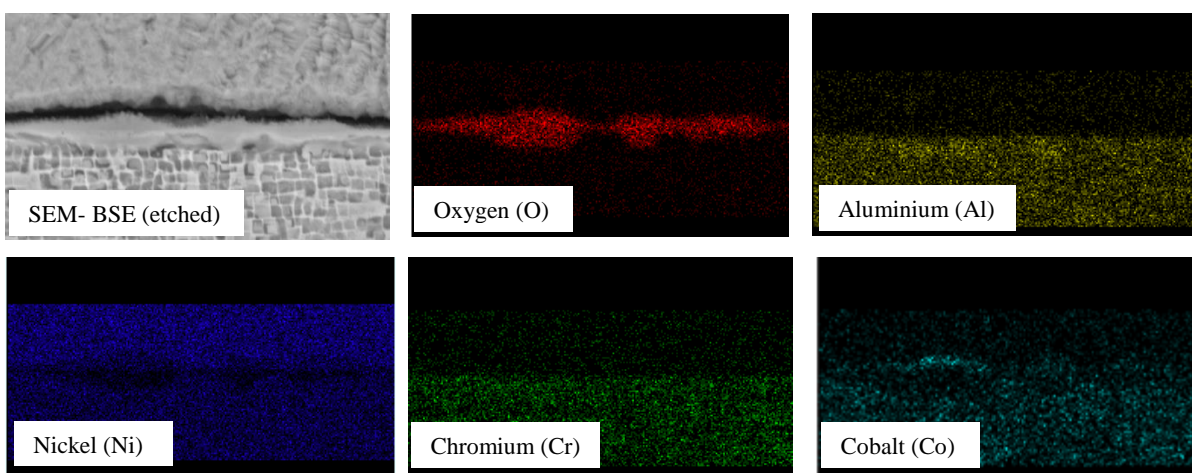 SEM- BSE (etched)
Oxygen (O)
Aluminium (Al)
Nickel (Ni)
Chromium (Cr)
Cobalt (Co)